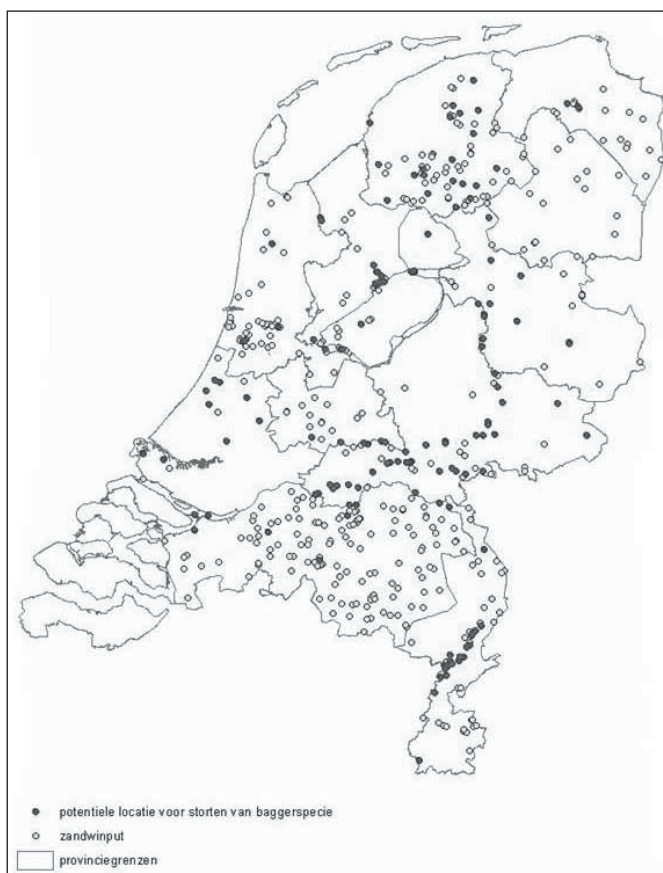 potentiele locatie voor storten van baggerspecie
zandwinput
provinciegrenzen